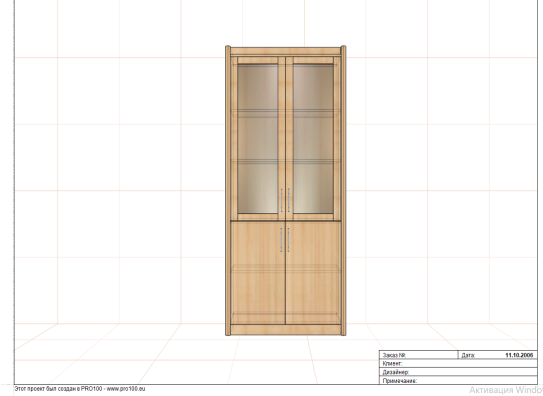 Заказ №:
Дата: 11.10.2006
Клиент:
Дизайнер:
Примечание:
Этот проект был создан в PRO100 - www.pro100.eu
Активация Windo